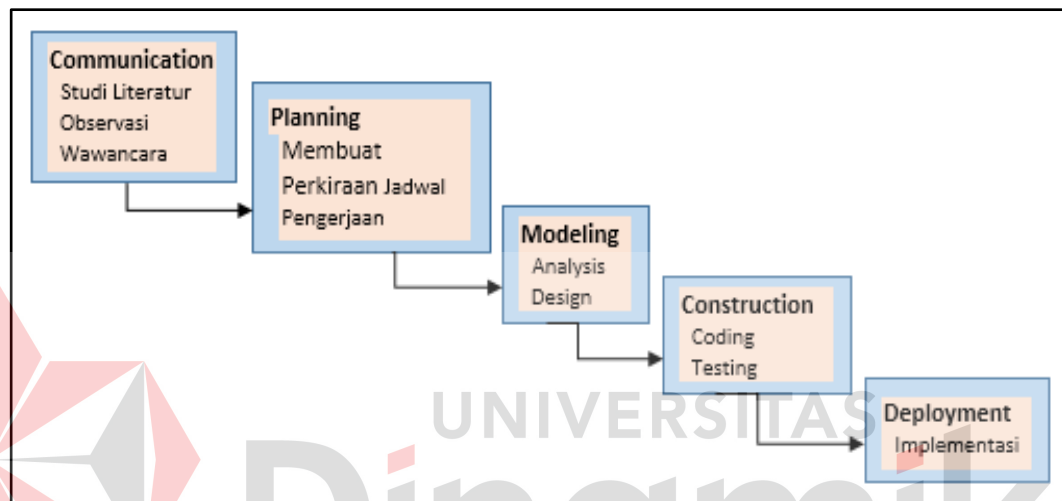 Communication
Studi Literatur
Observasi
Wawancara
Planning
Membuat
Perkiraan Jadwal
Pengerjaan
Modeling
Analysis
Design
Construction
Coding
Testing
Deployment
Implementasi
UNIVERSITAS
Dinamik